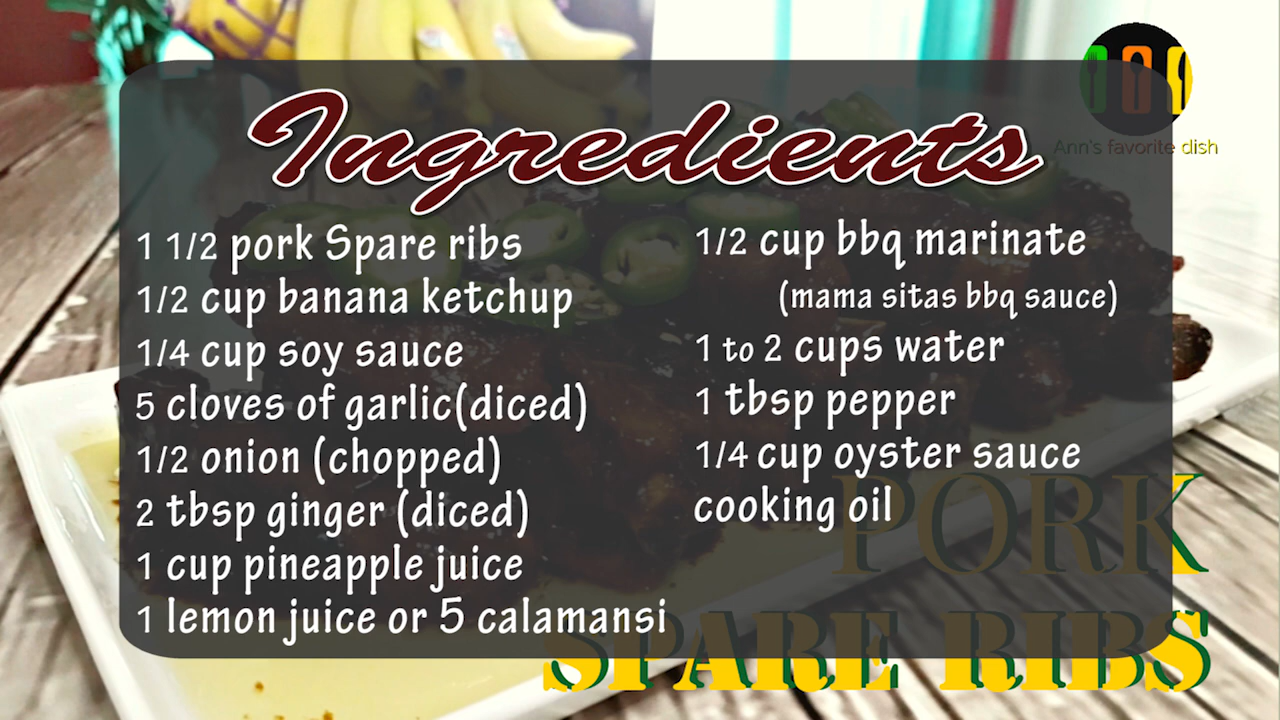 Ingredients
1 1/2 pork Spare ribs
1/2 cup banana ketchup
1/4 cup soy sauce
5 cloves of garlic(diced)
1/2 onion (chopped)
2 tbsp ginger (diced)
1 cup pineapple juice
1 lemon juice or 5 calamansi
1/2 cup bbq marinate
(mama sitas bbq sauce)
1 to 2 cups water
1 tbsp pepper
1/4 cup oyster sauce
cooking oil
Ann's favorite dish
PORK
SPARE RIBS